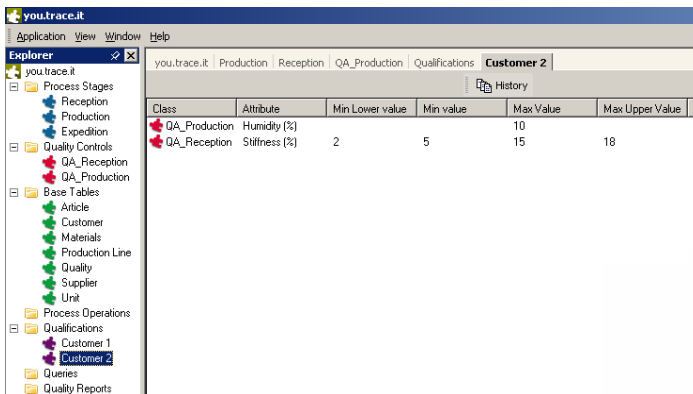 you.trace.it
Application View Window Help
Explorer
you.trace.it
Process Stages
Reception
Production
Expedition
Quality Controls
QA_Reception
QA_Production
Base Tables
Article
Customer
Materials
Production Line
Quality
Supplier
Unit
Process Operations
Qualifications
Customer 1
Customer 2
Queries
Quality Reports
you.trace.it Production Reception QA_Production Qualifications Customer 2
History
Class Attribute Min Lower value Min value Max Value Max Upper Value
QA_Production Humidity (%) 10
QA_Reception Stiffness (%) 2 5 15 18